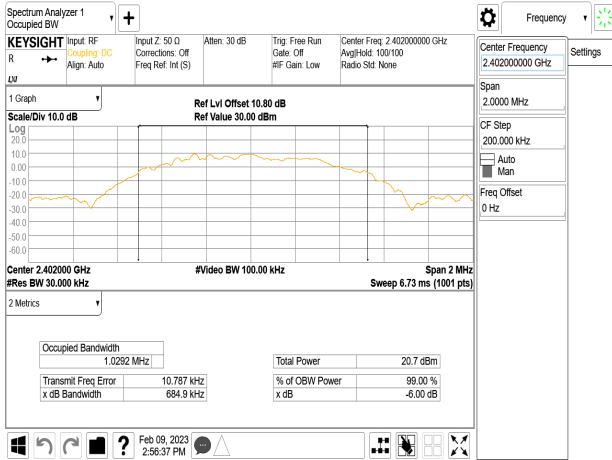 Spectrum Analyzer 1
Occupied BW
Frequency
KEYSIGHT
R
LXI
Input: RF
Coupling: DC
Align: Auto
Input Z: 50 Ω
Corrections: Off
Freq Ref: Int (S)
Atten: 30 dB
Trig: Free Run
Gate: Off
#IF Gain: Low
Center Freq: 2.402000000 GHz
Avg|Hold: 100/100
Radio Std: None
Center Frequency
2.402000000 GHz
Settings
Span
2.0000 MHz
CF Step
200.000 kHz
Auto
Man
Freq Offset
0 Hz
1 Graph
Scale/Div 10.0 dB
Ref Lvl Offset 10.80 dB
Ref Value 30.00 dBm
Log
20.0
10.0
0.00
-10.0
-20.0
-30.0
-40.0
-50.0
-60.0
Center 2.402000 GHz
#Video BW 100.00 kHz
Span 2 MHz
#Res BW 30.000 kHz
Sweep 6.73 ms (1001 pts)
2 Metrics
Occupied Bandwidth
1.0292 MHz
Total Power 20.7 dBm
Transmit Freq Error 10.787 kHz
% of OBW Power 99.00 %
x dB Bandwidth 684.9 kHz
x dB -6.00 dB
?
Feb 09, 2023
2:56:37 PM